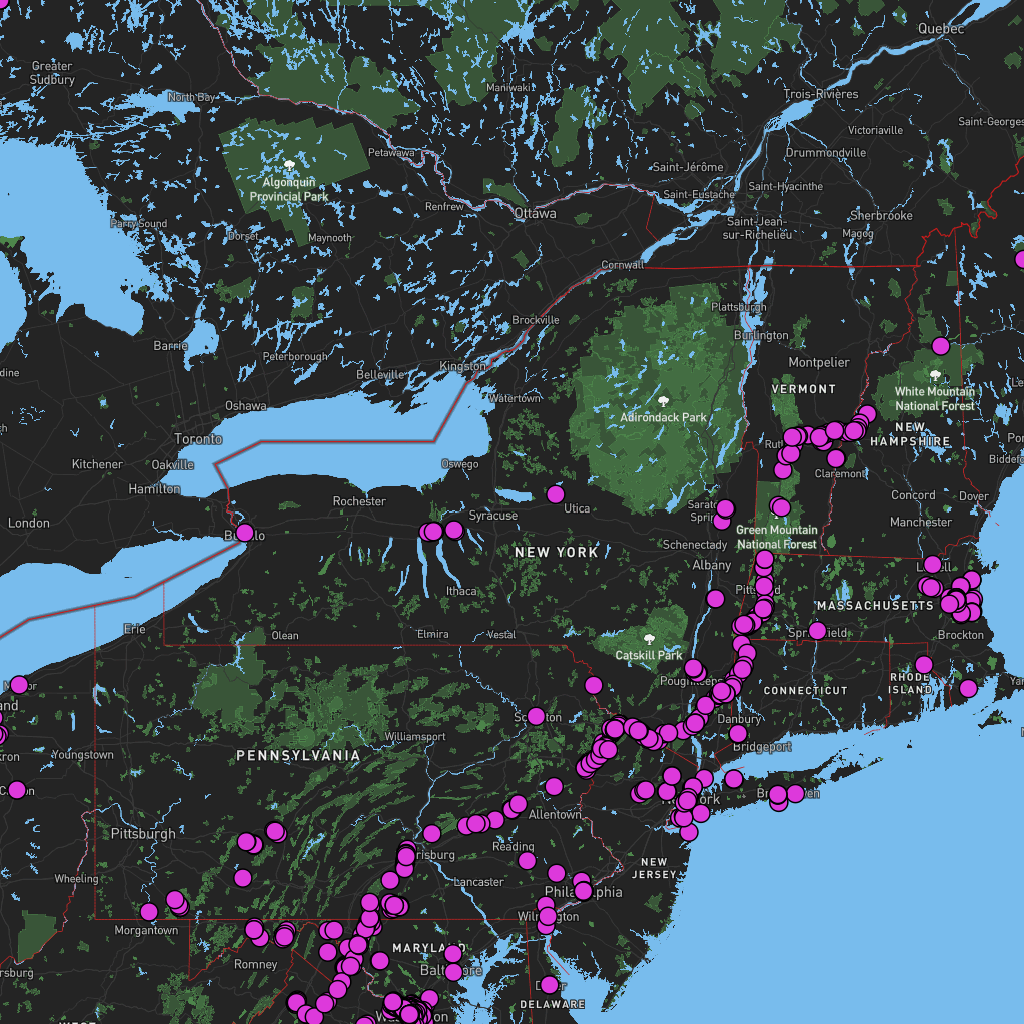 Quebec
Greater
Sudbury
North Bay
Maniwaki
Trois-Rivières
Victoriaville
Saint-Georges
Petawawa
Drummondville
Algonquin
Provincial Park
Saint-Jérôme
Saint-Eustache
Saint-Hyacinthe
Renfrew
Ottawa
Sherbrooke
Parry Sound
Dorset
Maynooth
Saint-Jean-
sur-Richelieu
Magog
Cornwall
Plattsburgh
Brockville
Burlington
Barrie
Peterborough
Kingston
Belleville
Montpelier
White Mountain
National Forest
VERMONT
Watertown
Oshawa
Adirondack Park
NEW
HAMPSHIRE
Toronto
Kitchener
Oakville
Oswego
Claremont
Hamilton
Rochester
Concord
Dover
London
Syracuse
Utica
Manchester
Green Mountain
National Forest
NEW YORK
Schenectady
Albany
Ithaca
MASSACHUSETTS
Erie
Olean
Elmira
Vestal
Brockton
Catskill Park
RHODE
ISLAND
CONNECTICUT
Danbury
Williamsport
Bridgeport
Youngstown
PENNSYLVANIA
Allentown
Pittsburgh
Reading
NEW
JERSEY
Wheeling
Lancaster
Philadelphia
Wilmington
Morgantown
MARYLAND
Romney
Baltimore
DELAWARE